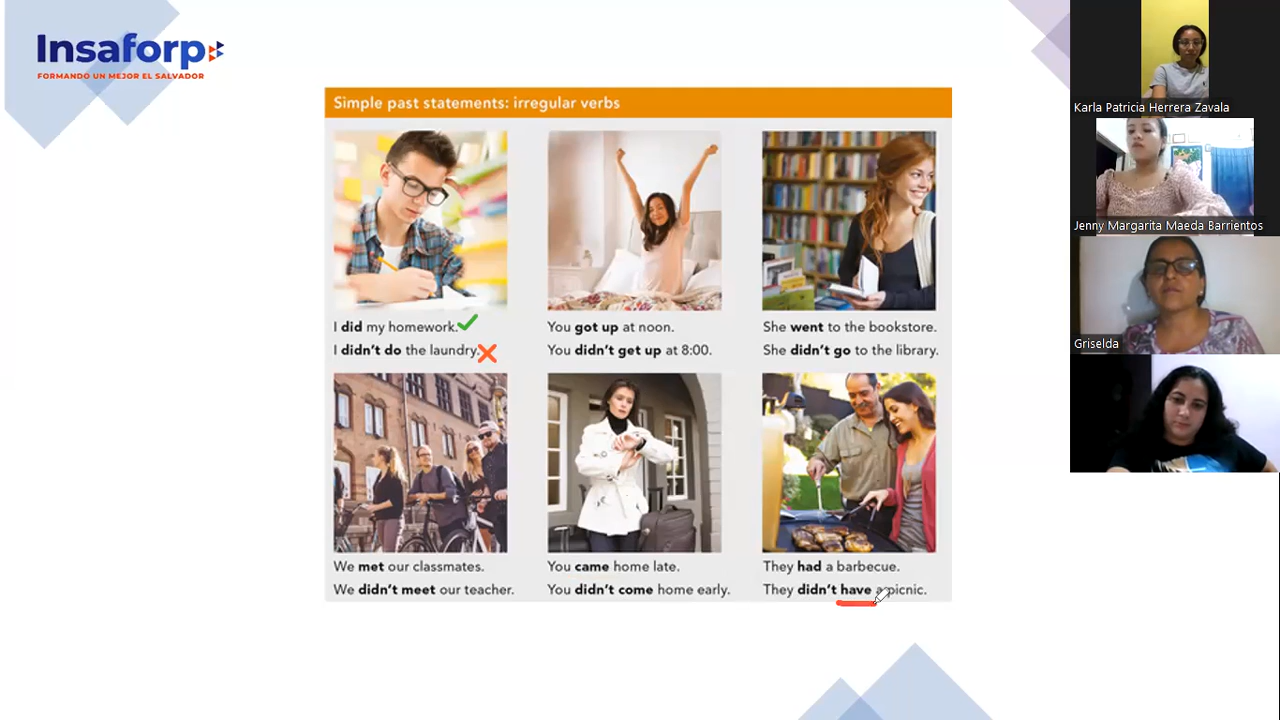 Insaforp
FORMANDO UN MEJOR EL SALVADOR
Simple past statements: irregular verbs
I did my homework.
I didn't do the laundry.
You got up at noon.
You didn't get up at 8:00.
She went to the bookstore.
She didn't go to the library.
We met our classmates.
We didn't meet our teacher.
You came home late.
You didn't come home early.
They had a barbecue.
They didn't have a picnic.
Karla Patricia Herrera Zavala
Jenny Margarita Maeda Barrientos
Griselda